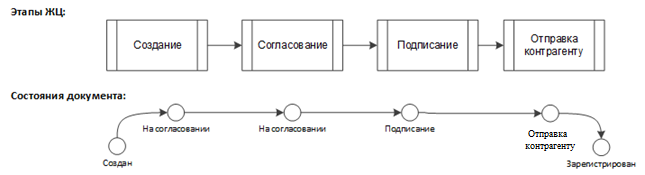 Этапы ЖЦ:
Создание
Согласование
Подписание
Отправка
контрагенту
Состояния документа:
На согласовании
На согласовании
Подписание
Отправка
контрагенту
Создан
Зарегистрирован